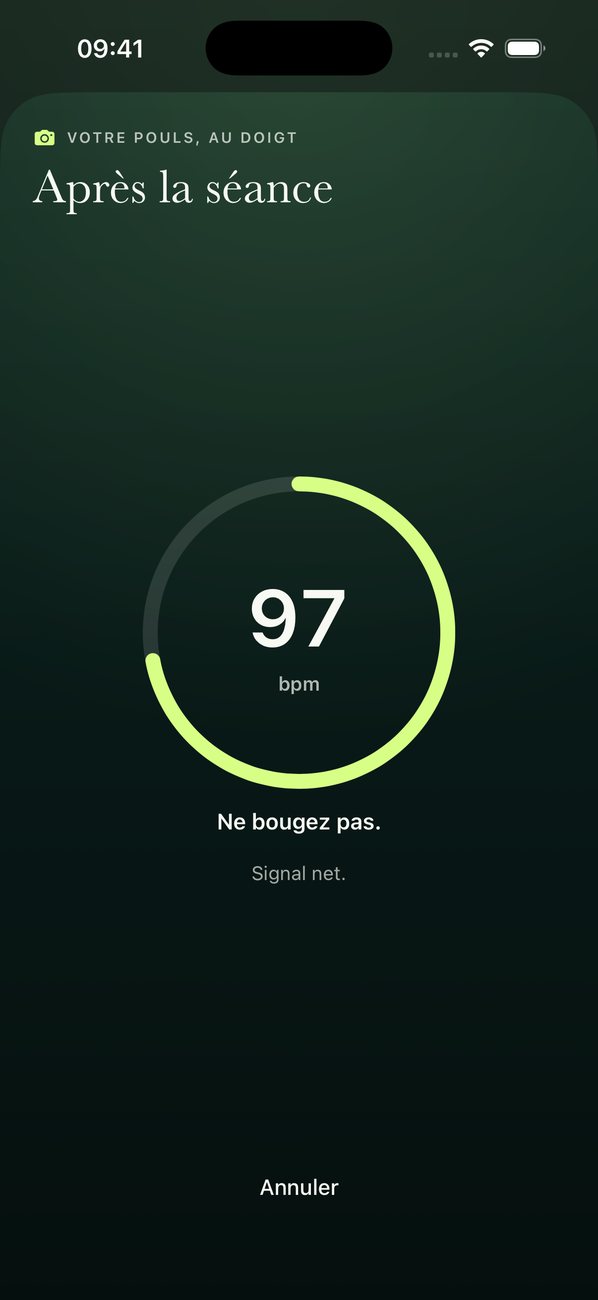 09:41
VOTRE POULS, AU DOIGT
Après la séance
97
bpm
Ne bougez pas.
Signal net.
Annuler